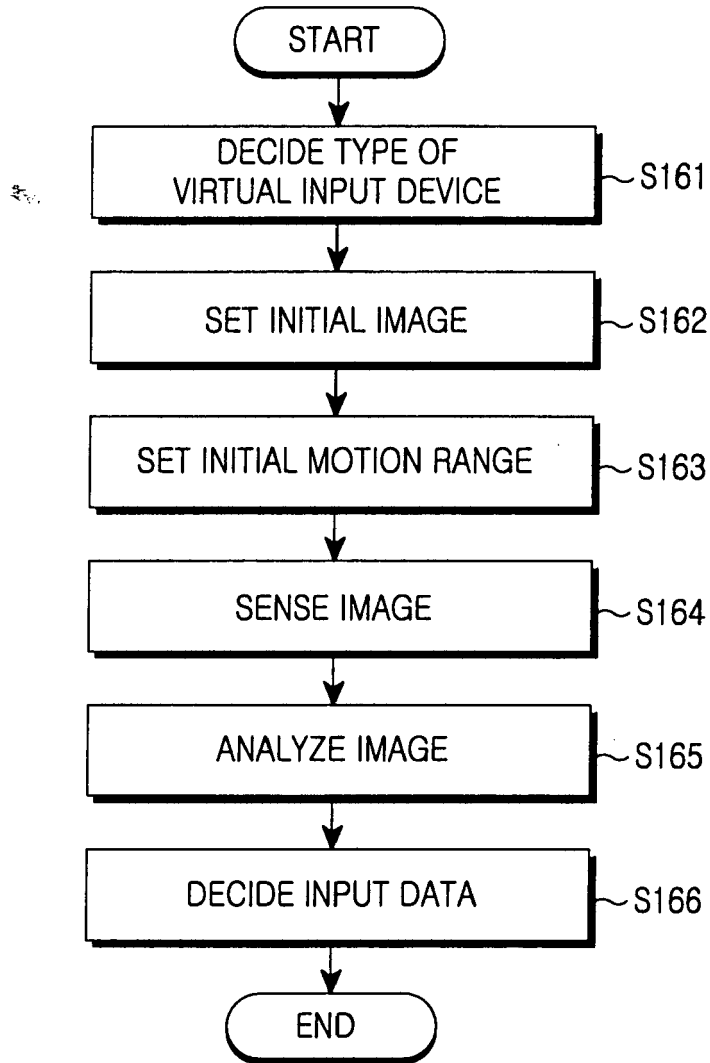 START
DECIDE TYPE OF
VIRTUAL INPUT DEVICE
S161
SET INITIAL IMAGE
S162
SET INITIAL MOTION RANGE
S163
SENSE IMAGE
S164
ANALYZE IMAGE
S165
DECIDE INPUT DATA
S166
END